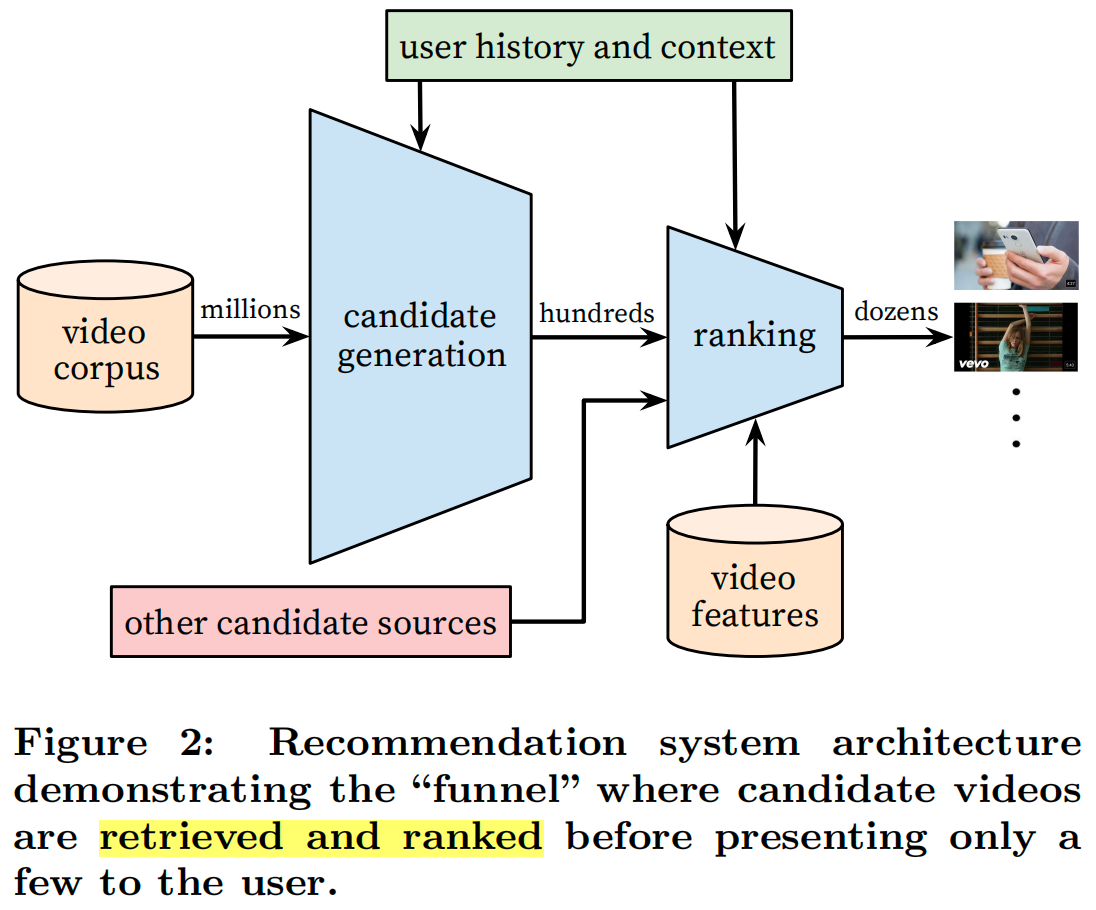 user history and context
video
corpus
millions
candidate
generation
hundreds
ranking
dozens
vevo
other candidate sources
video
features
Figure 2: Recommendation system architecture
demonstrating the “funnel” where candidate videos
are retrieved and ranked before presenting only a
few to the user.